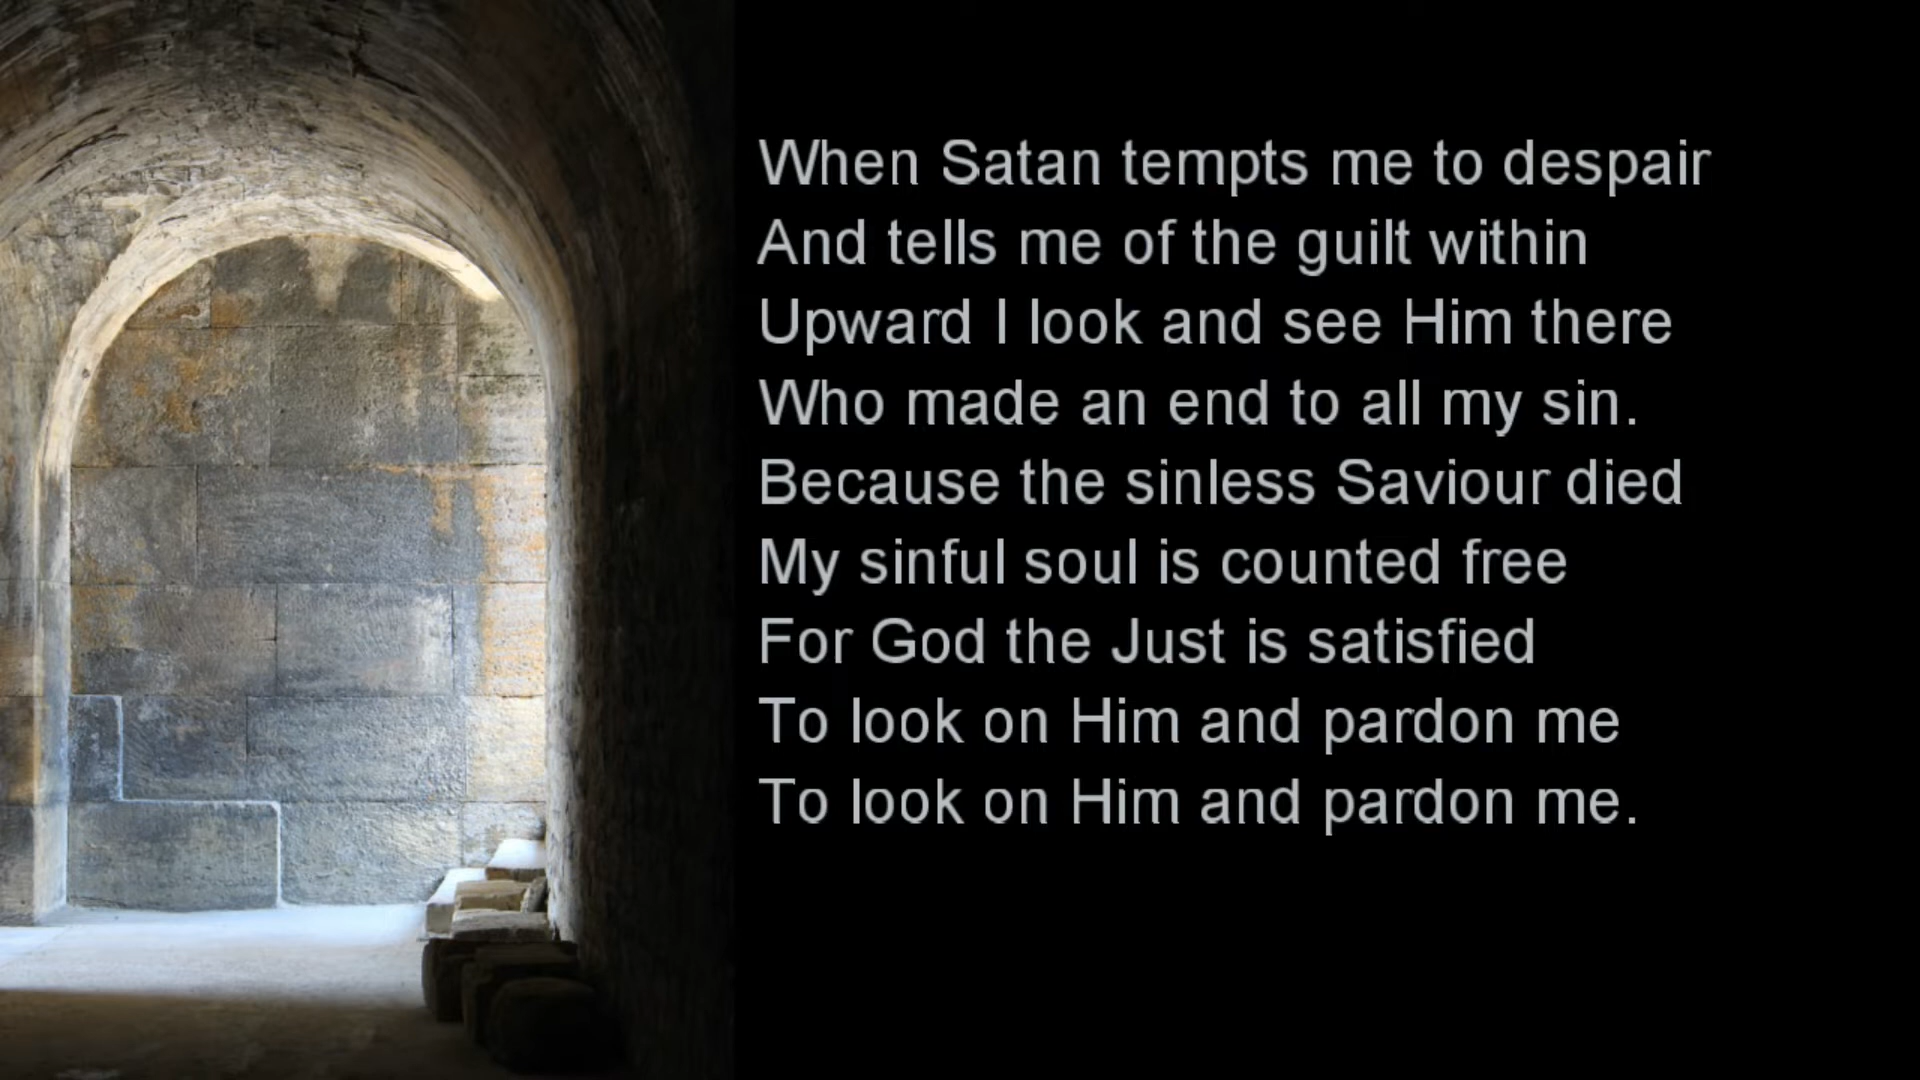 When Satan tempts me to despair
And tells me of the guilt within
Upward I look and see Him there
Who made an end to all my sin.
Because the sinless Saviour died
My sinful soul is counted free
For God the Just is satisfied
To look on Him and pardon me
To look on Him and pardon me.